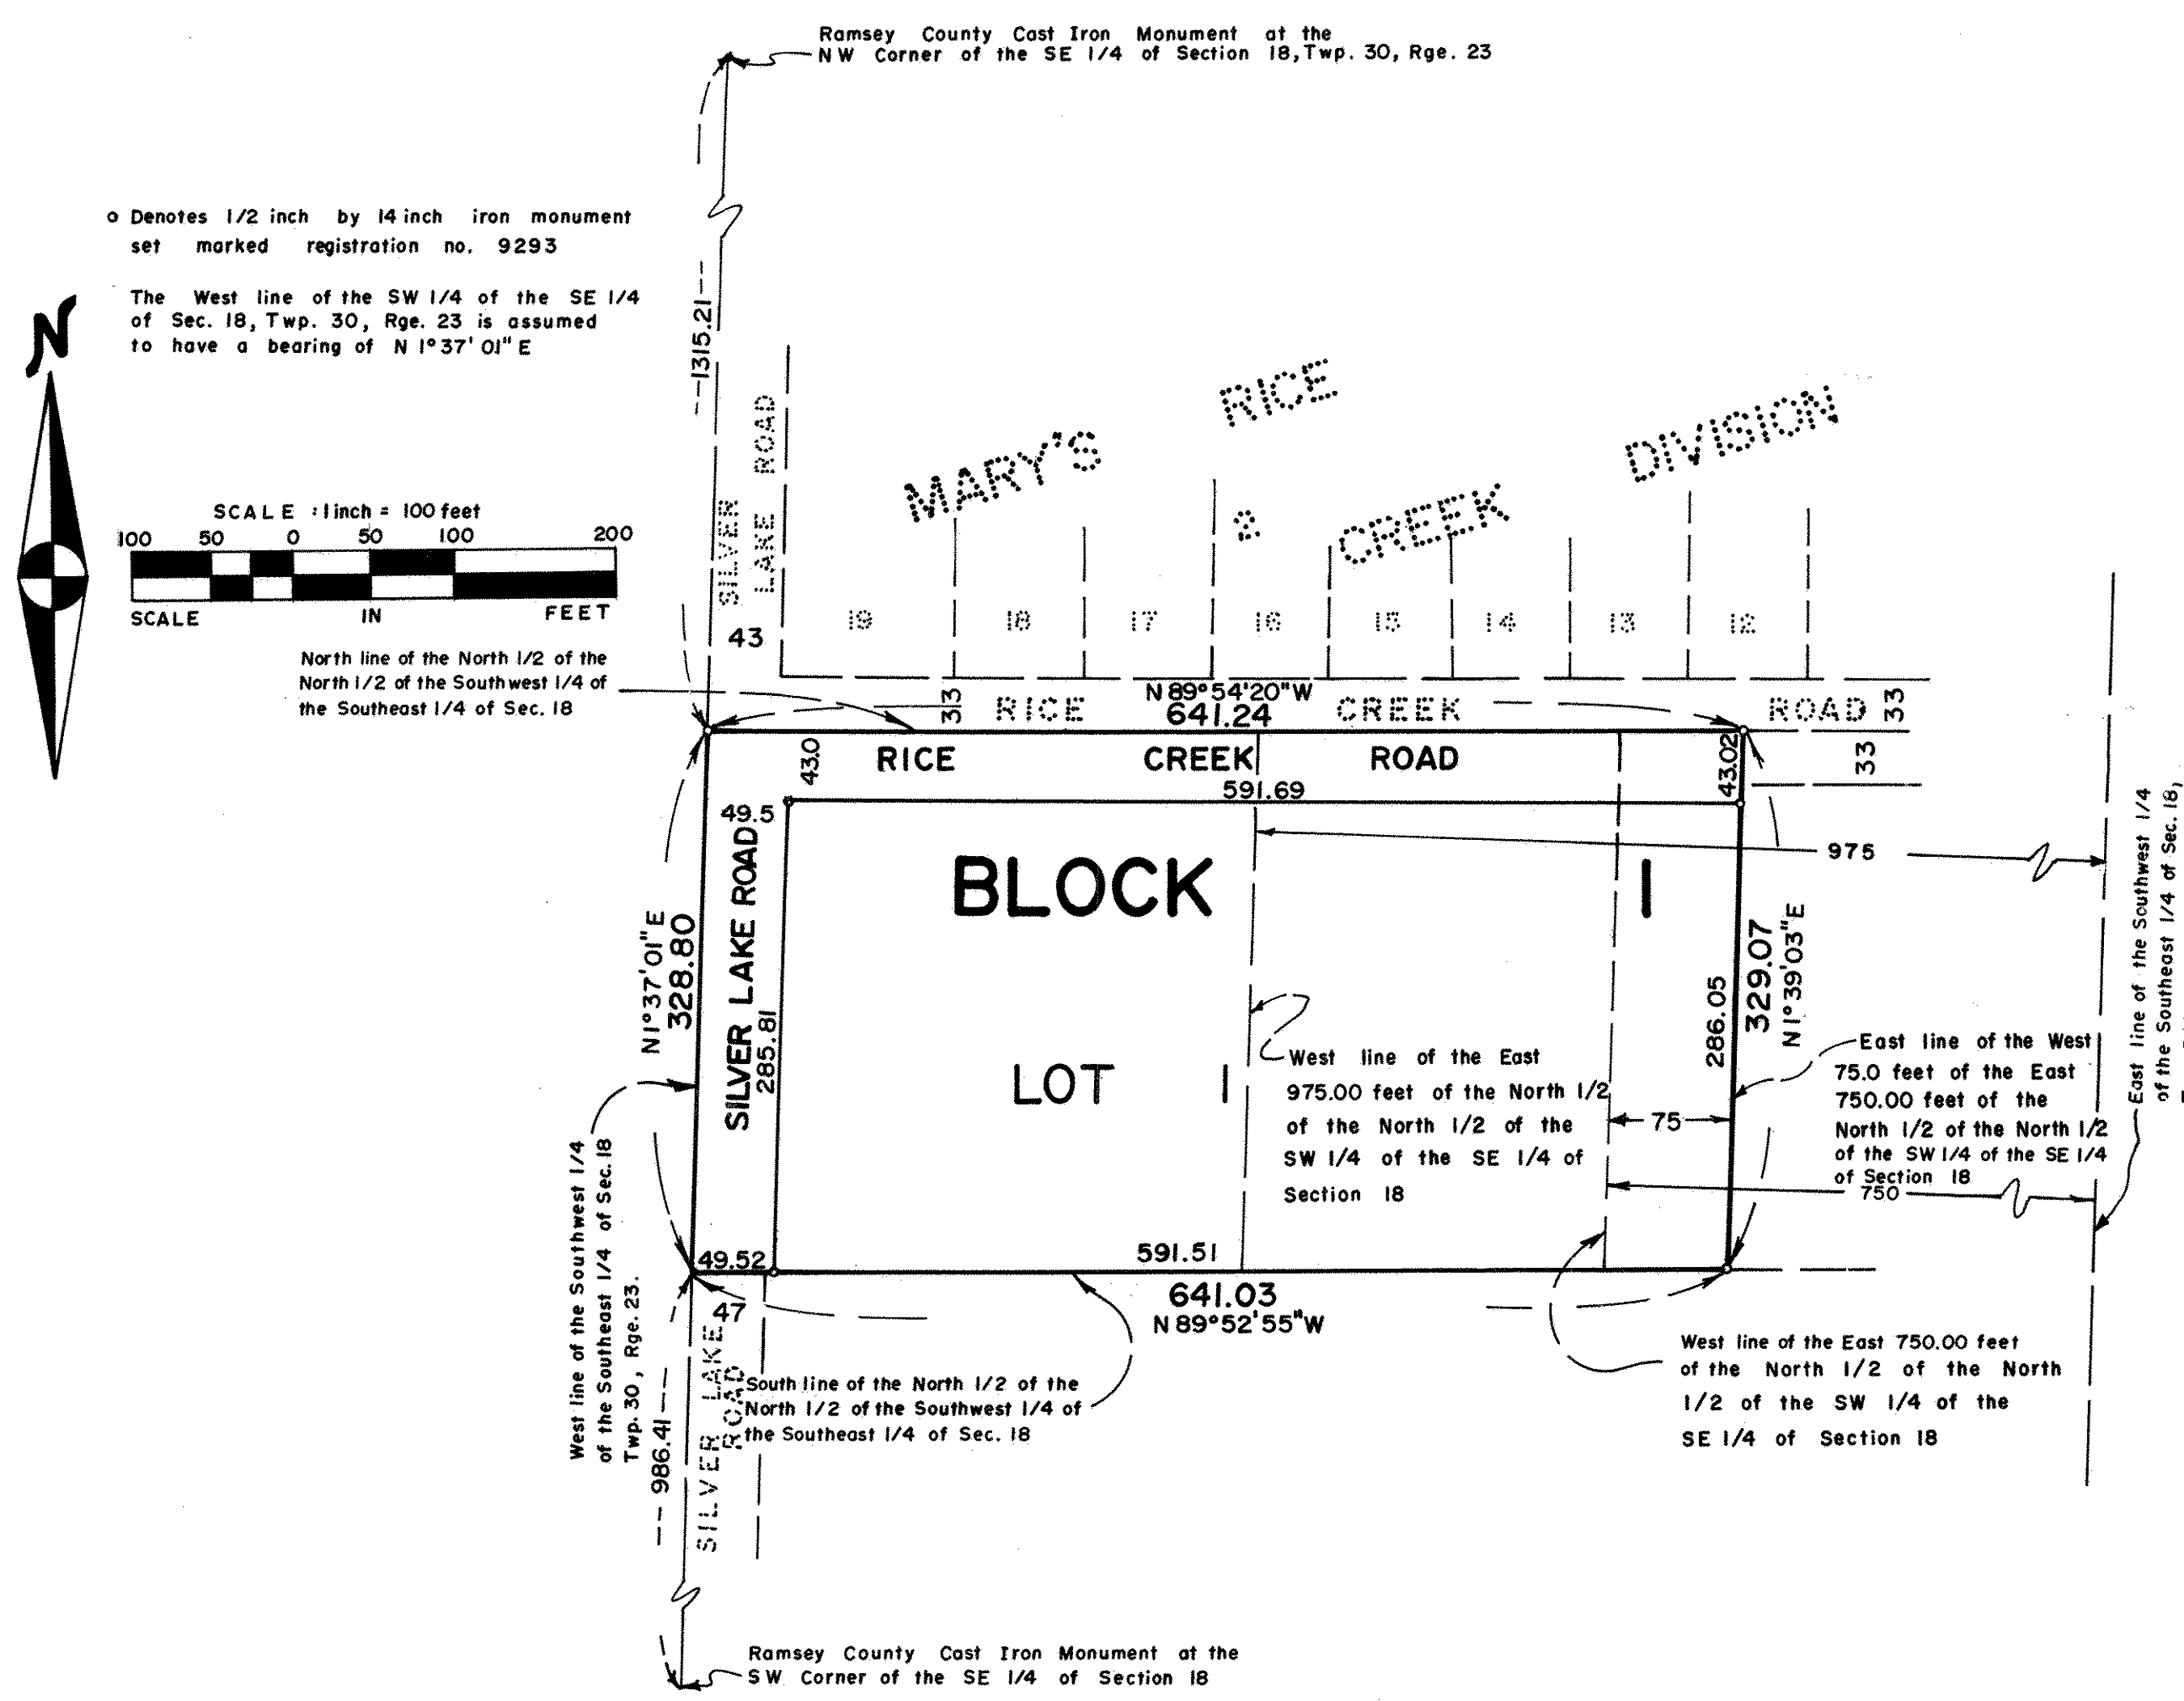 Ramsey County Cast Iron Monument at the
NW Corner of the SE 1/4 of Section 18, Twp. 30, Rge. 23
o Denotes 1/2 inch by 14 inch iron monument
set marked registration no. 9293
The West line of the SW 1/4 of the SE 1/4
of Sec. 18, Twp. 30, Rge. 23 is assumed
to have a bearing of N 1°37'01" E
N
1315.21
SILVER
LAKE ROAD
MARY'S
RICE
2
CREEK
DIVISION
SCALE : 1 inch = 100 feet
100 50 0 50 100 200
SCALE IN FEET
43
19 18 17 16 15 14 13 12
North line of the North 1/2 of the
North 1/2 of the Southwest 1/4 of
the Southeast 1/4 of Sec. 18
33
RICE CREEK ROAD
33
N 89°54'20" W
641.24
43.0
RICE CREEK ROAD
43.02
33
591.69
49.5
BLOCK 1
975
East line of the Southwest 1/4
of the Southeast 1/4 of Sec. 18,
N1°37'01"E
328.80
SILVER LAKE ROAD
285.81
286.05
329.07
N1°39'03"E
LOT 1
West line of the East
975.00 feet of the North 1/2
of the North 1/2 of the
SW 1/4 of the SE 1/4 of
Section 18
75
East line of the West
75.0 feet of the East
750.00 feet of the
North 1/2 of the North 1/2
of the SW 1/4 of the SE 1/4
of Section 18
750
West line of the Southwest 1/4
of the Southeast 1/4 of Sec. 18
Twp. 30, Rge. 23.
49.52
591.51
641.03
N 89°52'55"W
47
SILVER LAKE
ROAD
986.41
South line of the North 1/2 of the
North 1/2 of the Southwest 1/4 of
the Southeast 1/4 of Sec. 18
West line of the East 750.00 feet
of the North 1/2 of the North
1/2 of the SW 1/4 of the
SE 1/4 of Section 18
Ramsey County Cast Iron Monument at the
SW Corner of the SE 1/4 of Section 18